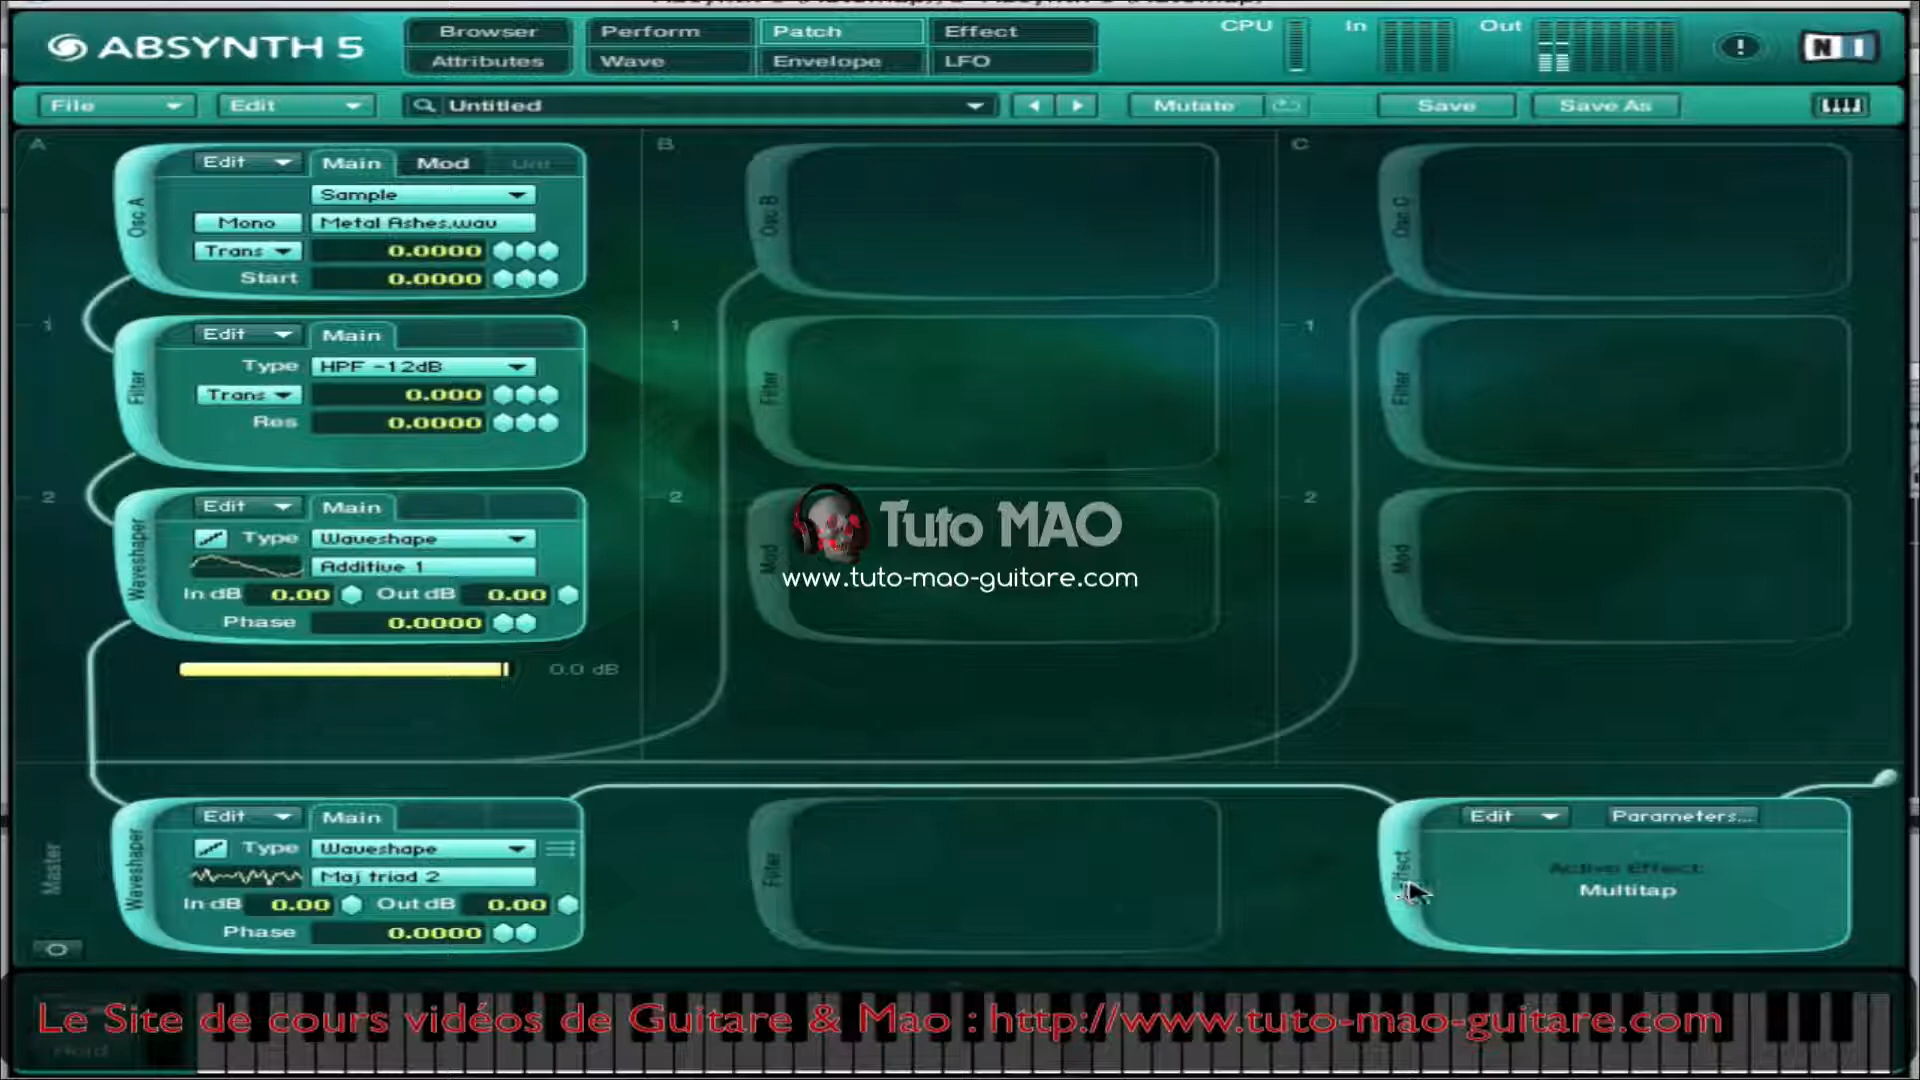 ABSYNTH 5
Browser Perform Patch Effect
Attributes Wave Envelope LFO
CPU In Out ! NI
File Edit Untitled Mutate Save Save As
A B C
Edit Main Mod
Osc A
Sample
Mono Metal Ashes.wav
Trans 0.0000
Start 0.0000
Osc B
Osc C
1 1 1
Edit Main
Filter
Type HPF -12dB
Trans 0.000
Res 0.0000
Filter
Filter
2 2 2
Edit Main
Waveshaper
Type Waveshape
Additive 1
In dB 0.00 Out dB 0.00
Phase 0.0000
Mod
Mod
Tuto MAO
www.tuto-mao-guitare.com
0.0 dB
Master
Edit Main
Waveshaper
Type Waveshape
Maj triad 2
In dB 0.00 Out dB 0.00
Phase 0.0000
Filter
Edit Parameters...
Effect
Active Effect:
Multitap
Le Site de cours vidéos de Guitare & Mao : http://www.tuto-mao-guitare.com
Hold